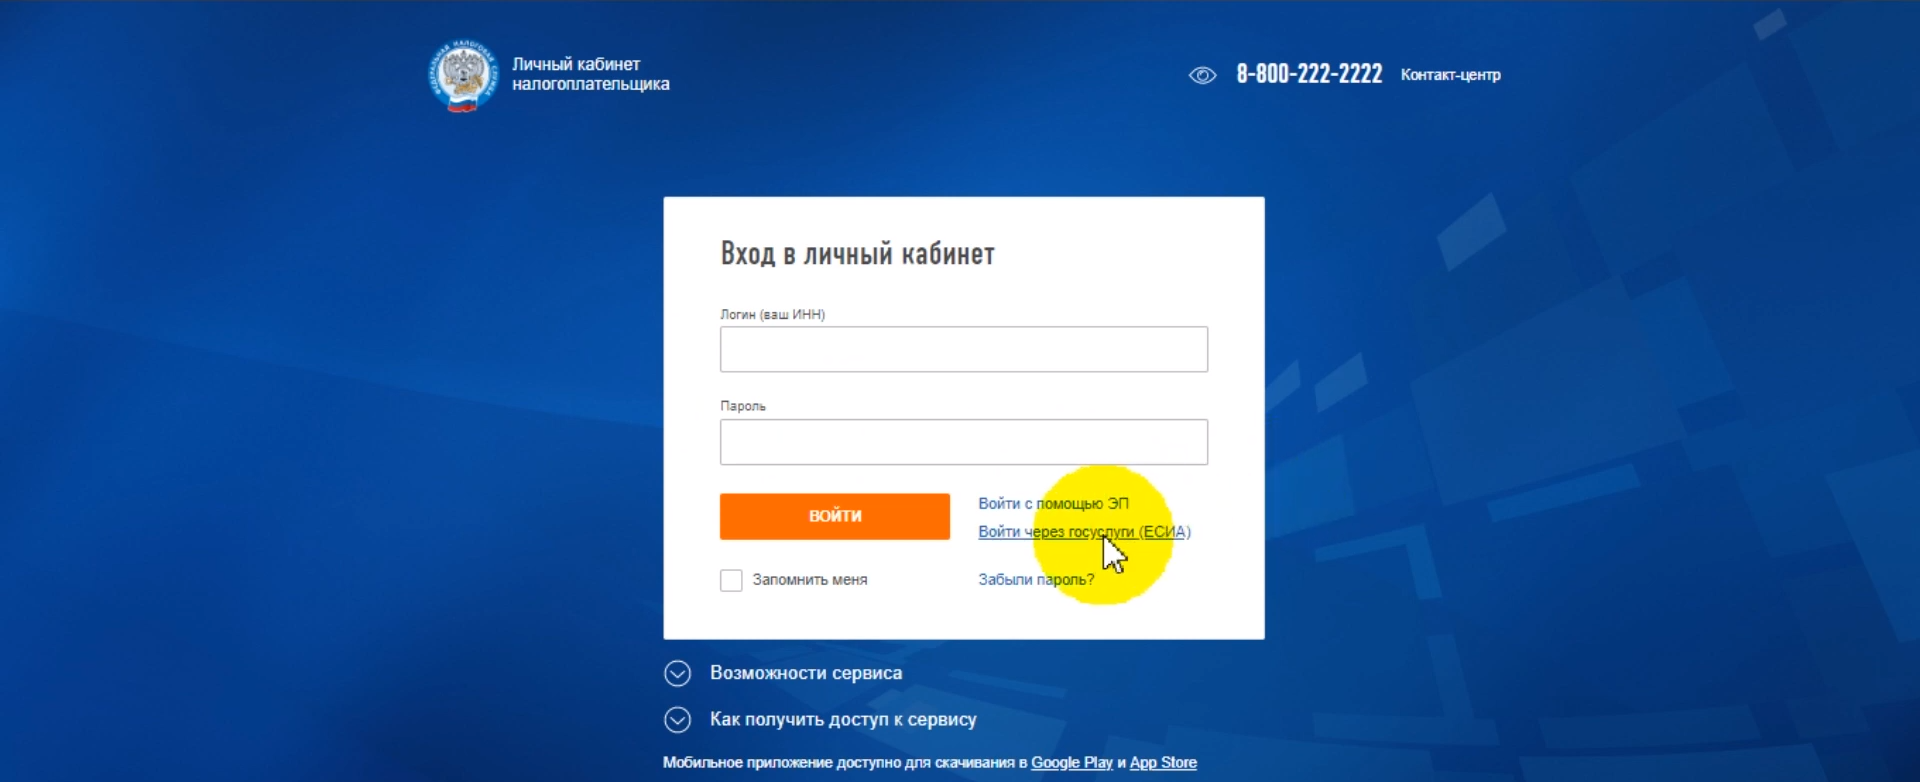 Личный кабинет
налогоплательщика
8-800-222-2222 Контакт-центр
Вход в личный кабинет
Логин (ваш ИНН)
Пароль
ВОЙТИ
Войти с помощью ЭП
Войти через госуслуги (ЕСИА)
Запомнить меня
Забыли пароль?
Возможности сервиса
Как получить доступ к сервису
Мобильное приложение доступно для скачивания в Google Play и App Store